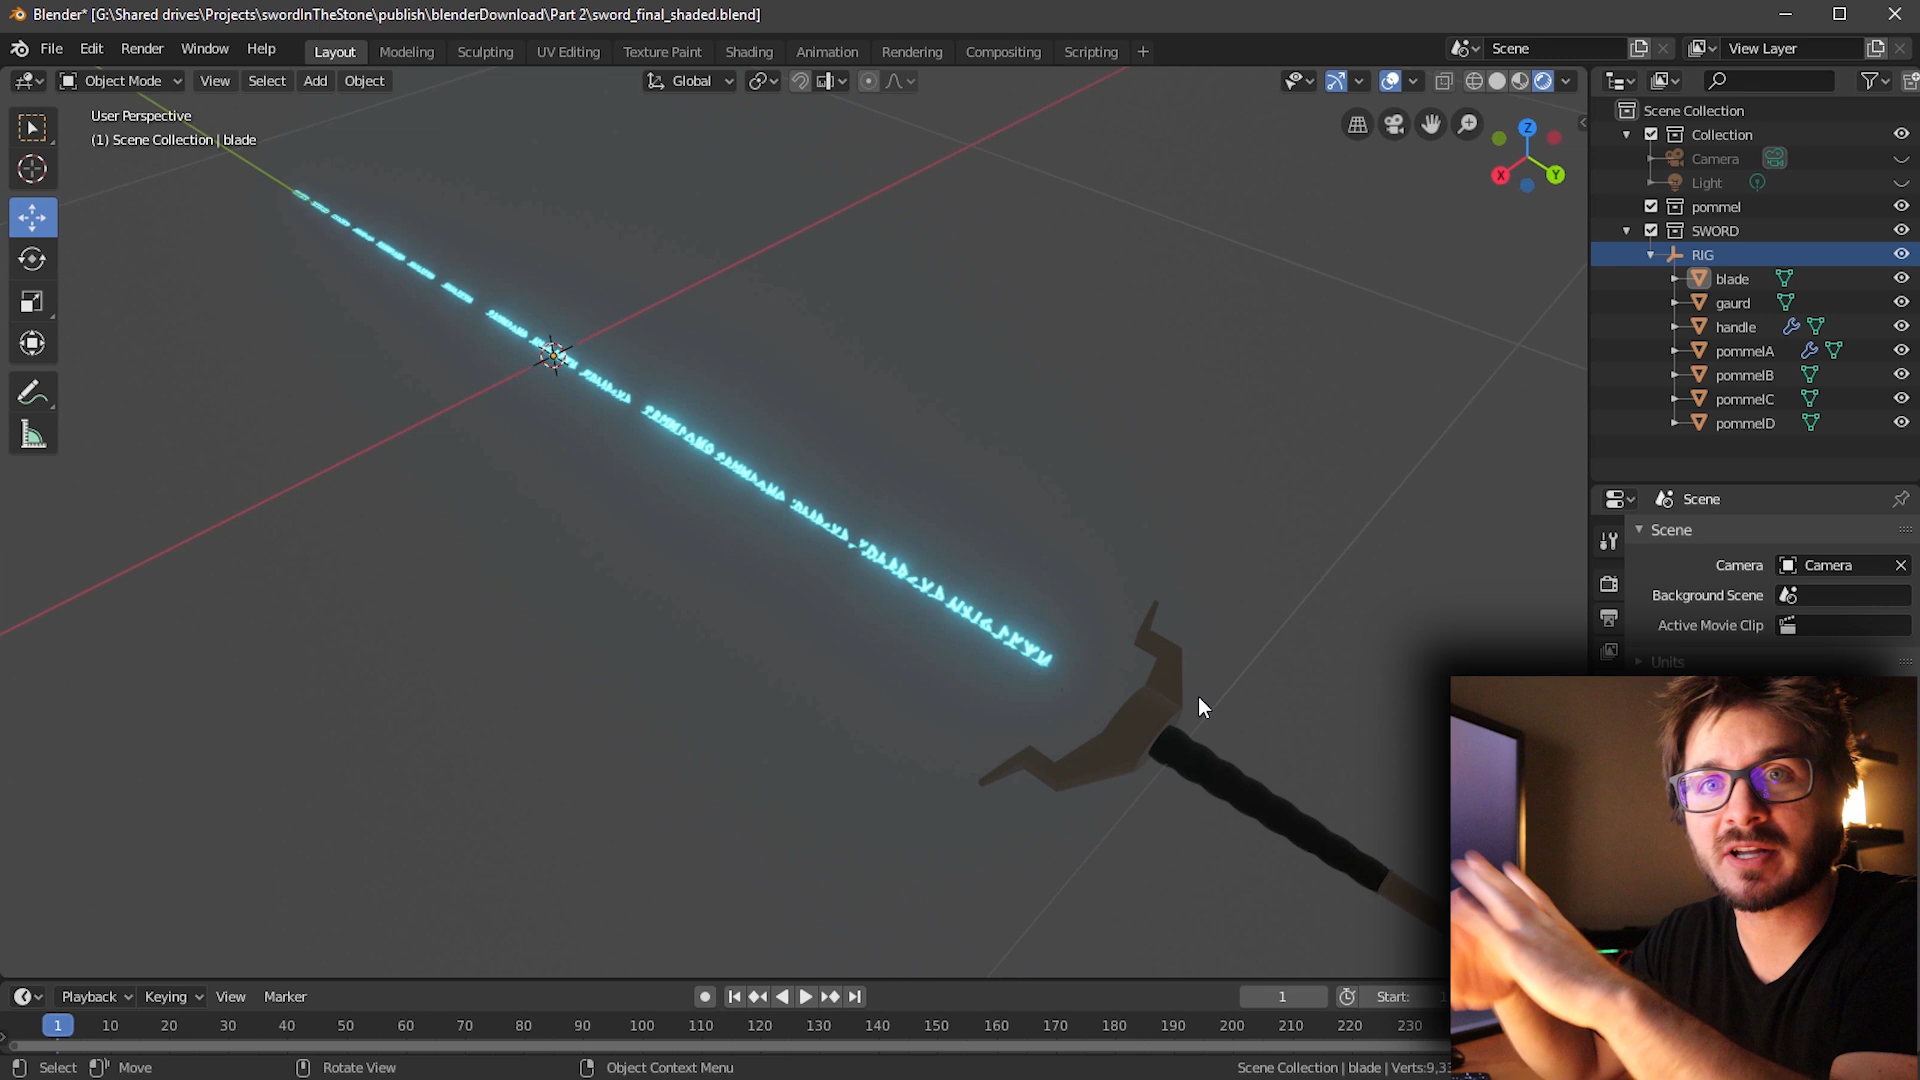 Blender* [G:\Shared drives\Projects\swordInTheStone\publish\blenderDownload\Part 2\sword_final_shaded.blend]
File Edit Render Window Help Layout Modeling Sculpting UV Editing Texture Paint Shading Animation Rendering Compositing Scripting + Scene View Layer
Object Mode View Select Add Object Global
User Perspective
(1) Scene Collection | blade
Z
X
Y
Scene Collection
Collection
Camera
Light
pommel
SWORD
RIG
blade
gaurd
handle
pommelA
pommelB
pommelC
pommelD
Scene
Scene
Camera Camera
Background Scene
Active Movie Clip
Units
Playback Keying View Marker 1 Start:
1 10 20 30 40 50 60 70 80 90 100 110 120 130 140 150 160 170 180 190 200 210 220 230
Select Move Rotate View Object Context Menu Scene Collection | blade | Verts:9,33